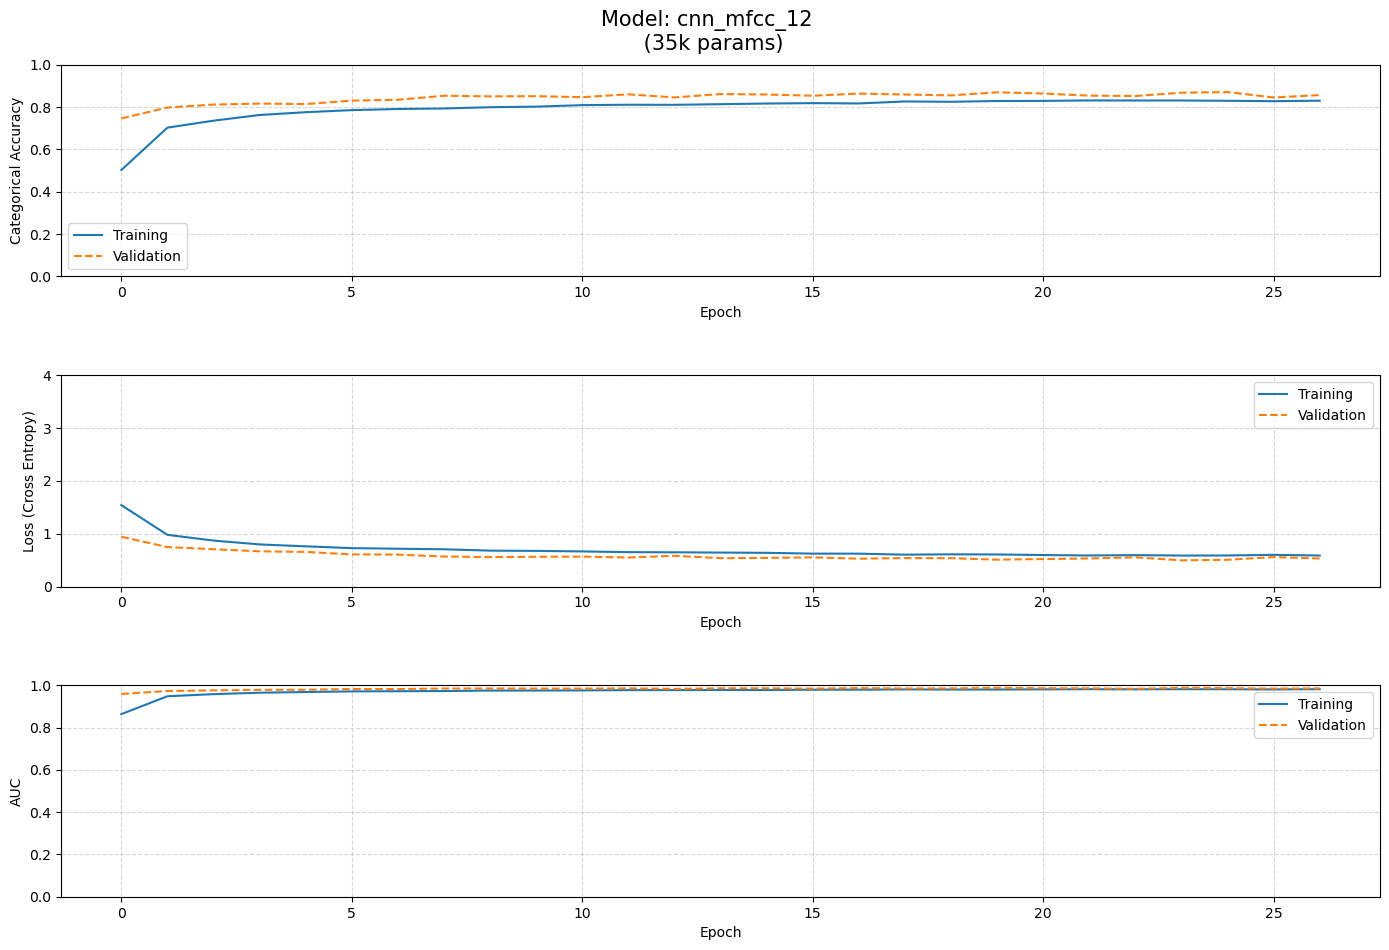 Model: cnn_mfcc_12
(35k params)
1.0
0.8
0.6
0.4
0.2
0.0
Categorical Accuracy
Training
Validation
0 5 10 15 20 25
Epoch
4
3
2
1
0
Loss (Cross Entropy)
Training
Validation
0 5 10 15 20 25
Epoch
1.0
0.8
0.6
0.4
0.2
0.0
AUC
Training
Validation
0 5 10 15 20 25
Epoch